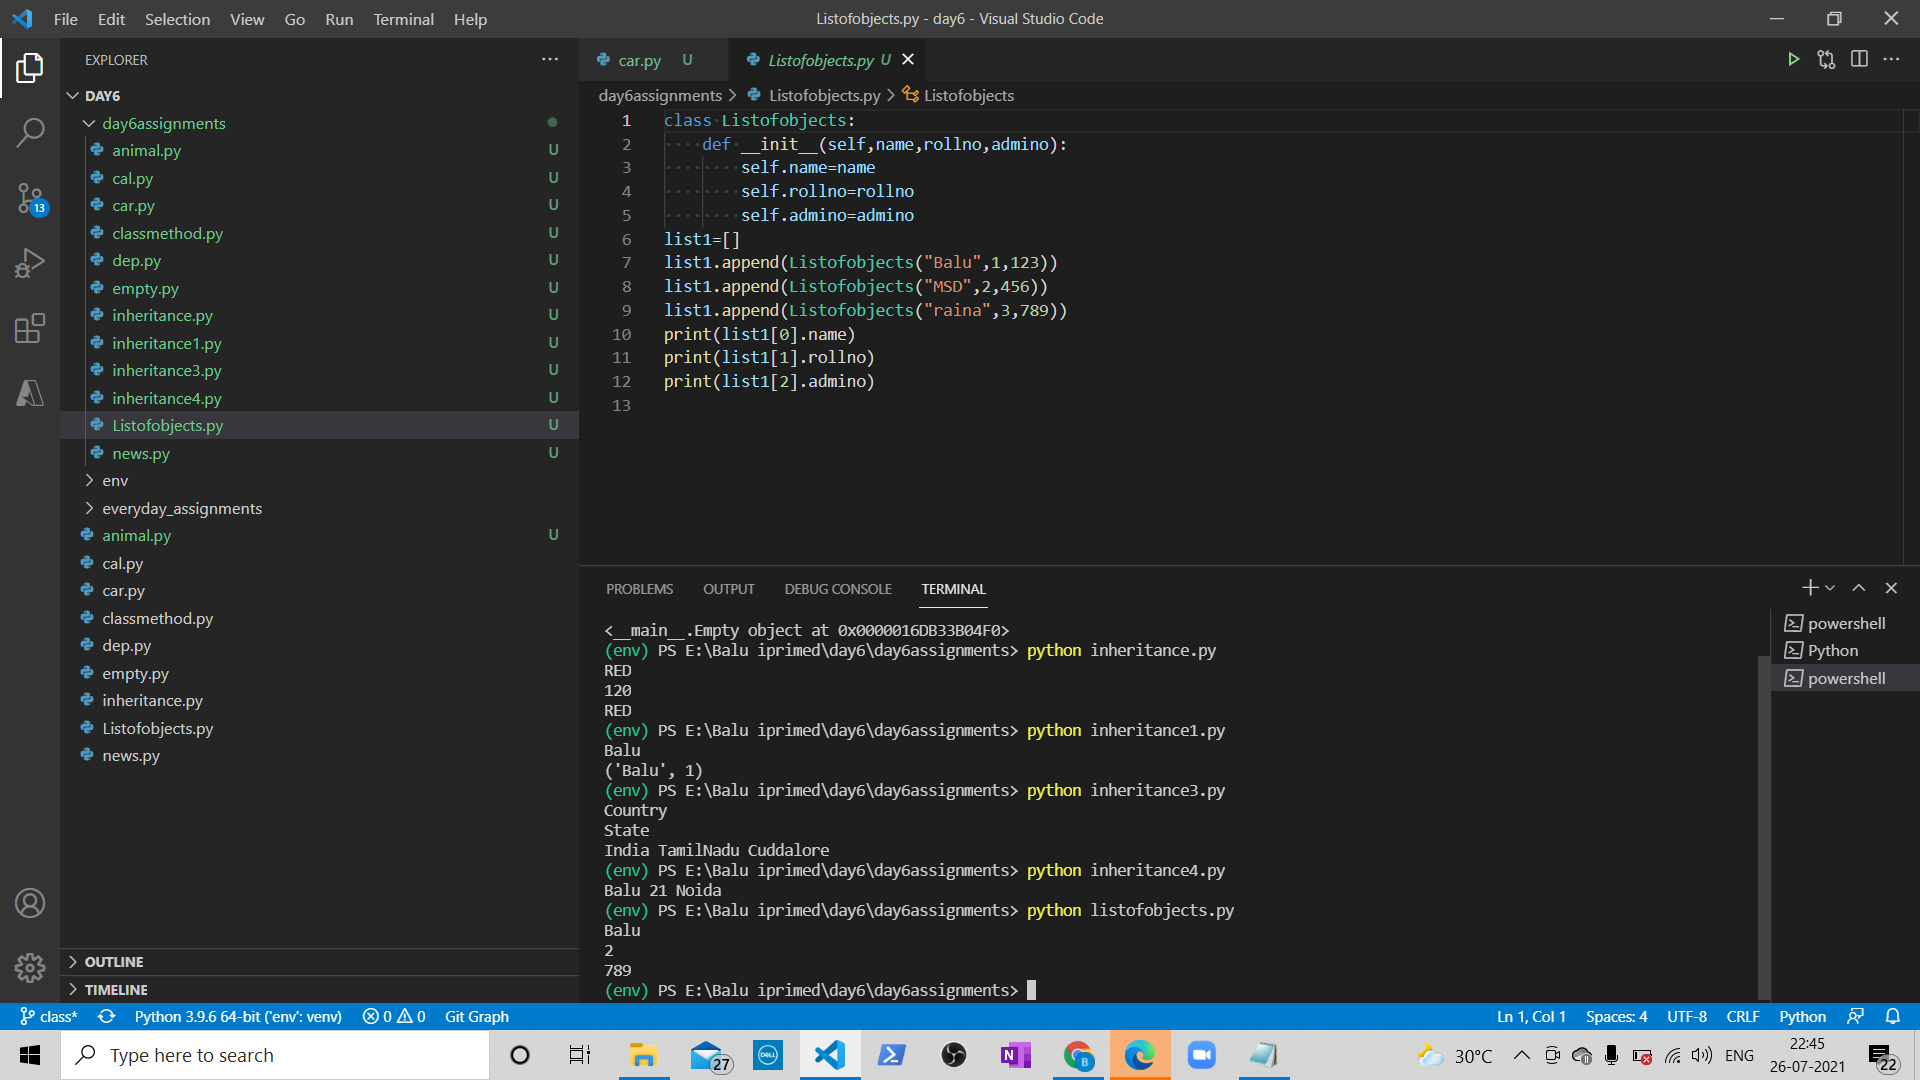 File Edit Selection View Go Run Terminal Help
Listofobjects.py - day6 - Visual Studio Code
EXPLORER
DAY6
day6assignments
animal.py U
cal.py U
car.py U
classmethod.py U
dep.py U
empty.py U
inheritance.py U
inheritance1.py U
inheritance3.py U
inheritance4.py U
Listofobjects.py U
news.py U
env
everyday_assignments
animal.py U
cal.py
car.py
classmethod.py
dep.py
empty.py
inheritance.py
Listofobjects.py
news.py
OUTLINE
TIMELINE
13
car.py U
Listofobjects.py U
day6assignments > Listofobjects.py > Listofobjects
1 class Listofobjects:
2 def __init__(self,name,rollno,admino):
3 self.name=name
4 self.rollno=rollno
5 self.admino=admino
6 list1=[]
7 list1.append(Listofobjects("Balu",1,123))
8 list1.append(Listofobjects("MSD",2,456))
9 list1.append(Listofobjects("raina",3,789))
10 print(list1[0].name)
11 print(list1[1].rollno)
12 print(list1[2].admino)
13
PROBLEMS OUTPUT DEBUG CONSOLE TERMINAL
<__main__.Empty object at 0x0000016DB33B04F0>
(env) PS E:\Balu iprimed\day6\day6assignments> python inheritance.py
RED
120
RED
(env) PS E:\Balu iprimed\day6\day6assignments> python inheritance1.py
Balu
('Balu', 1)
(env) PS E:\Balu iprimed\day6\day6assignments> python inheritance3.py
Country
State
India TamilNadu Cuddalore
(env) PS E:\Balu iprimed\day6\day6assignments> python inheritance4.py
Balu 21 Noida
(env) PS E:\Balu iprimed\day6\day6assignments> python listofobjects.py
Balu
2
789
(env) PS E:\Balu iprimed\day6\day6assignments>
powershell
Python
powershell
class* Python 3.9.6 64-bit ('env': venv) 0 0 Git Graph
Ln 1, Col 1 Spaces: 4 UTF-8 CRLF Python
Type here to search
27
DELL
N
B
30°C
ENG
22:45
26-07-2021
22